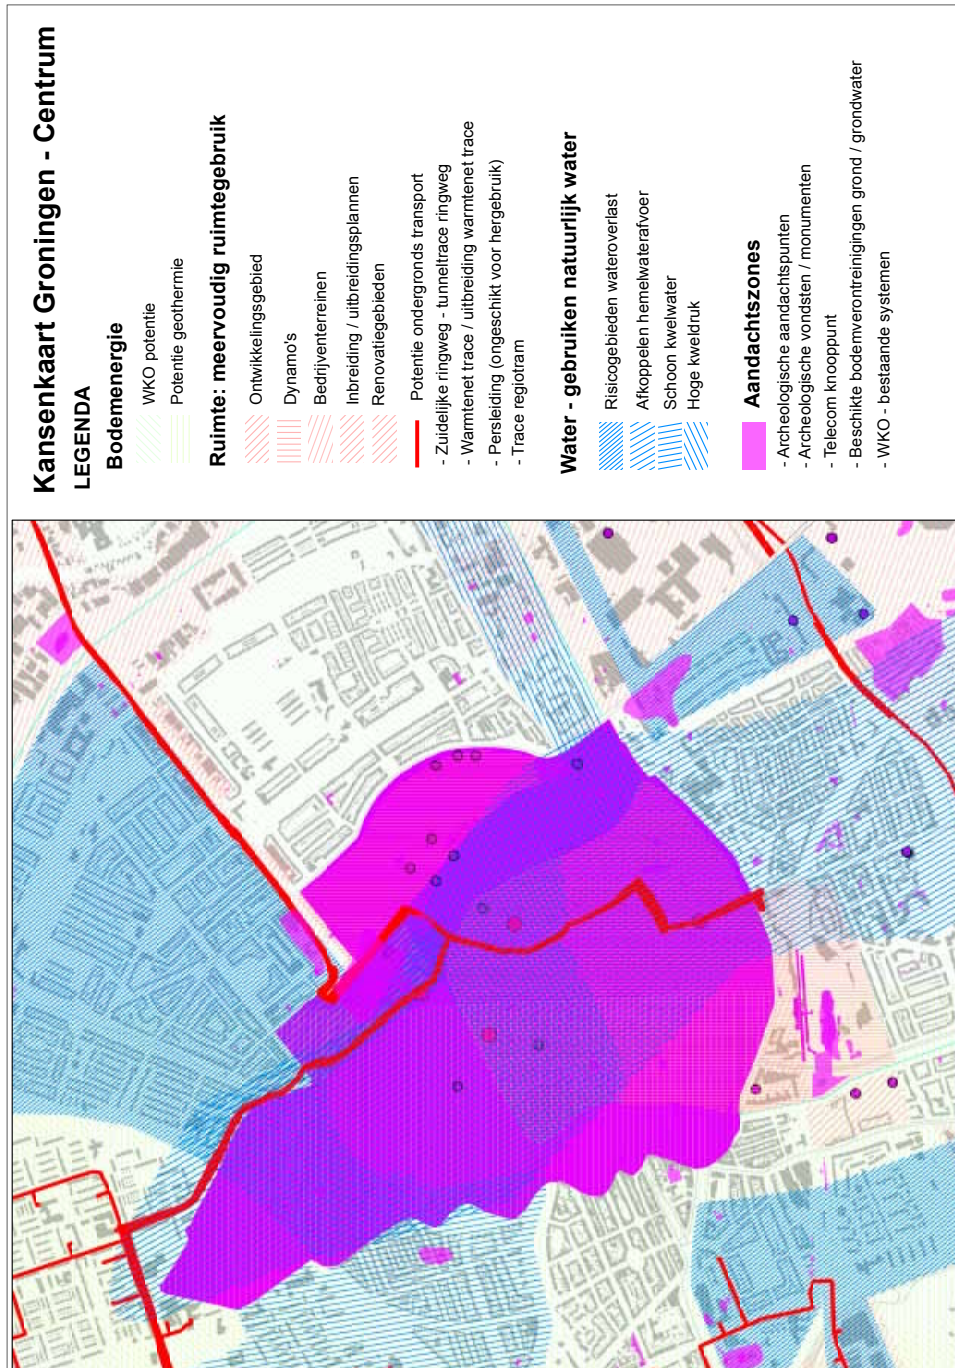 Kansenkaart Groningen - Centrum
LEGENDA
Bodemenergie
WKO potentie
Potentie geothermie
Ruimte: meervoudig ruimtegebruik
Ontwikkelingsgebied
Dynamo's
Bedrijventerreinen
Inbreiding / uitbreidingsplannen
Renovatiegebieden
Potentie ondergronds transport
- Zuidelijke ringweg - tunneltrace ringweg
- Warmtenet trace / uitbreiding warmtenet trace
- Persleiding (ongeschikt voor hergebruik)
- Trace regiotram
Water - gebruiken natuurlijk water
Risicogebieden wateroverlast
Afkoppelen hemelwaterafvoer
Schoon kwelwater
Hoge kweldruk
Aandachtszones
- Archeologische aandachtspunten
- Archeologische vondsten / monumenten
- Telecom knooppunt
- Beschikte bodemverontreinigingen grond / grondwater
- WKO - bestaande systemen